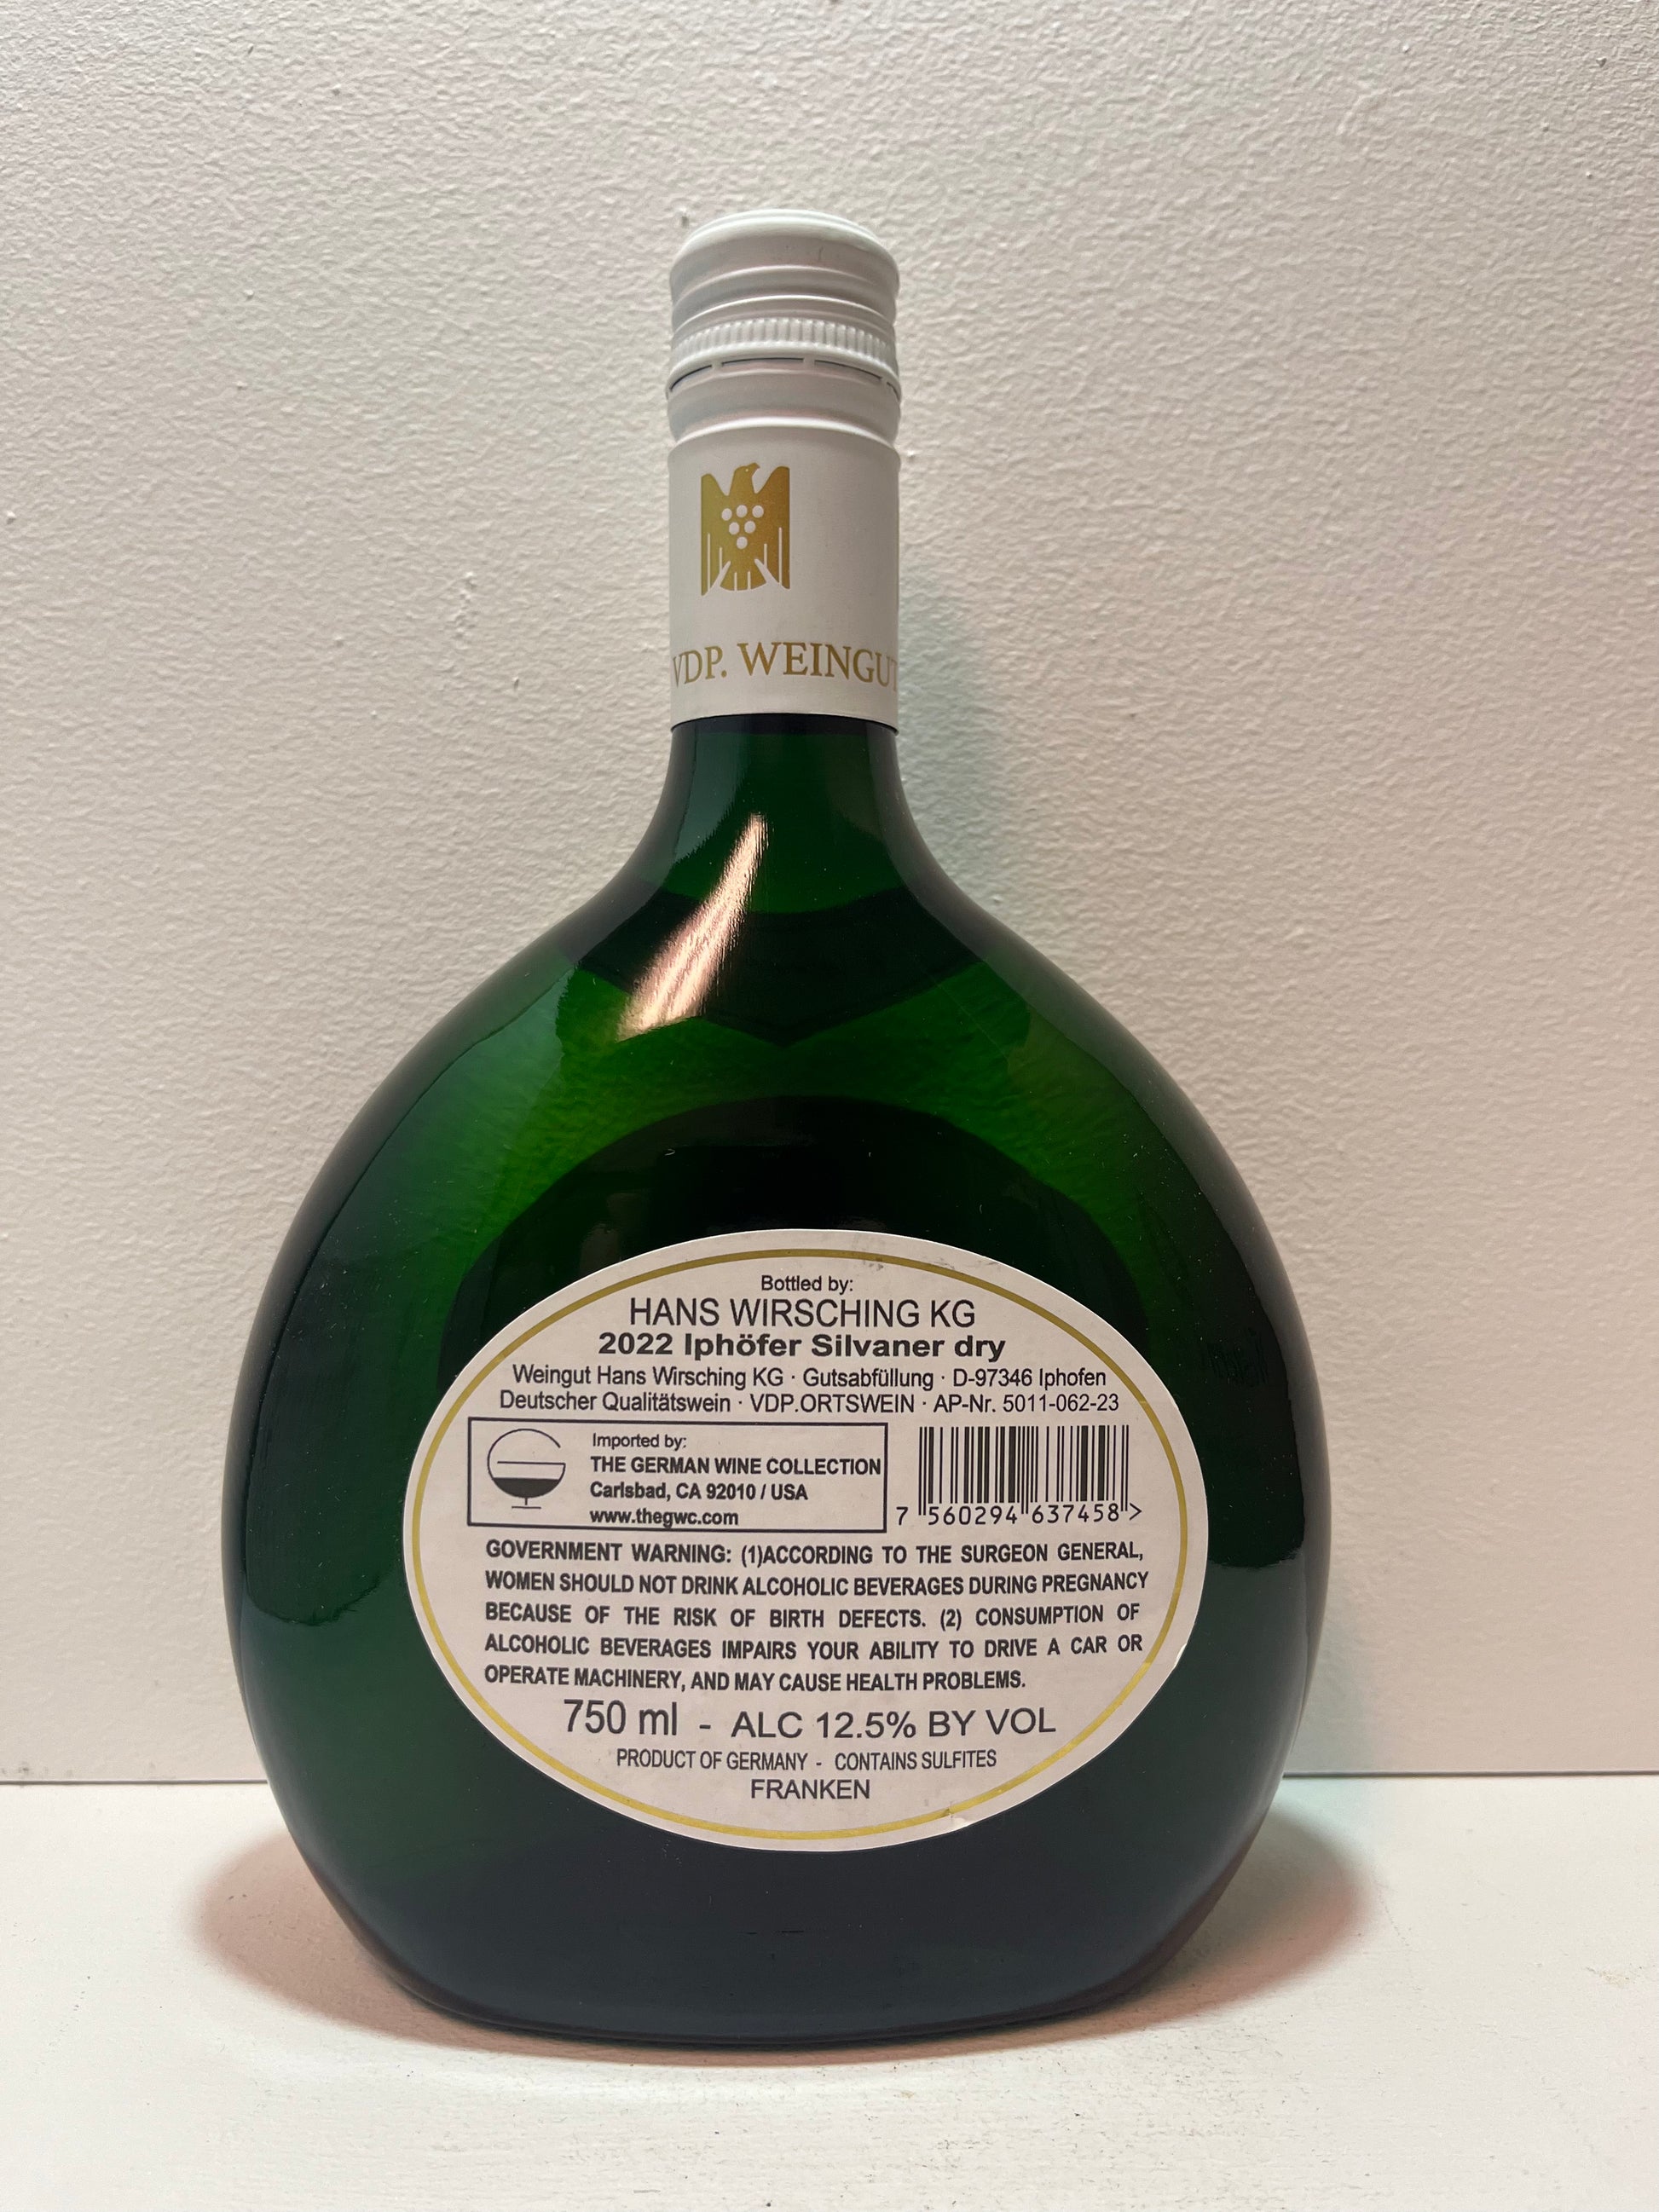 VDP. WEINGUT
Bottled by:
HANS WIRSCHING KG
2022 Iphöfer Silvaner dry
Weingut Hans Wirsching KG · Gutsabfüllung · D-97346 Iphofen
Deutscher Qualitätswein · VDP.ORTSWEIN · AP-Nr. 5011-062-23
Imported by:
THE GERMAN WINE COLLECTION
Carlsbad, CA 92010 / USA
www.thegwc.com
7 560294 637458 >
GOVERNMENT WARNING: (1)ACCORDING TO THE SURGEON GENERAL,
WOMEN SHOULD NOT DRINK ALCOHOLIC BEVERAGES DURING PREGNANCY
BECAUSE OF THE RISK OF BIRTH DEFECTS. (2) CONSUMPTION OF
ALCOHOLIC BEVERAGES IMPAIRS YOUR ABILITY TO DRIVE A CAR OR
OPERATE MACHINERY, AND MAY CAUSE HEALTH PROBLEMS.
750 ml - ALC 12.5% BY VOL
PRODUCT OF GERMANY - CONTAINS SULFITES
FRANKEN